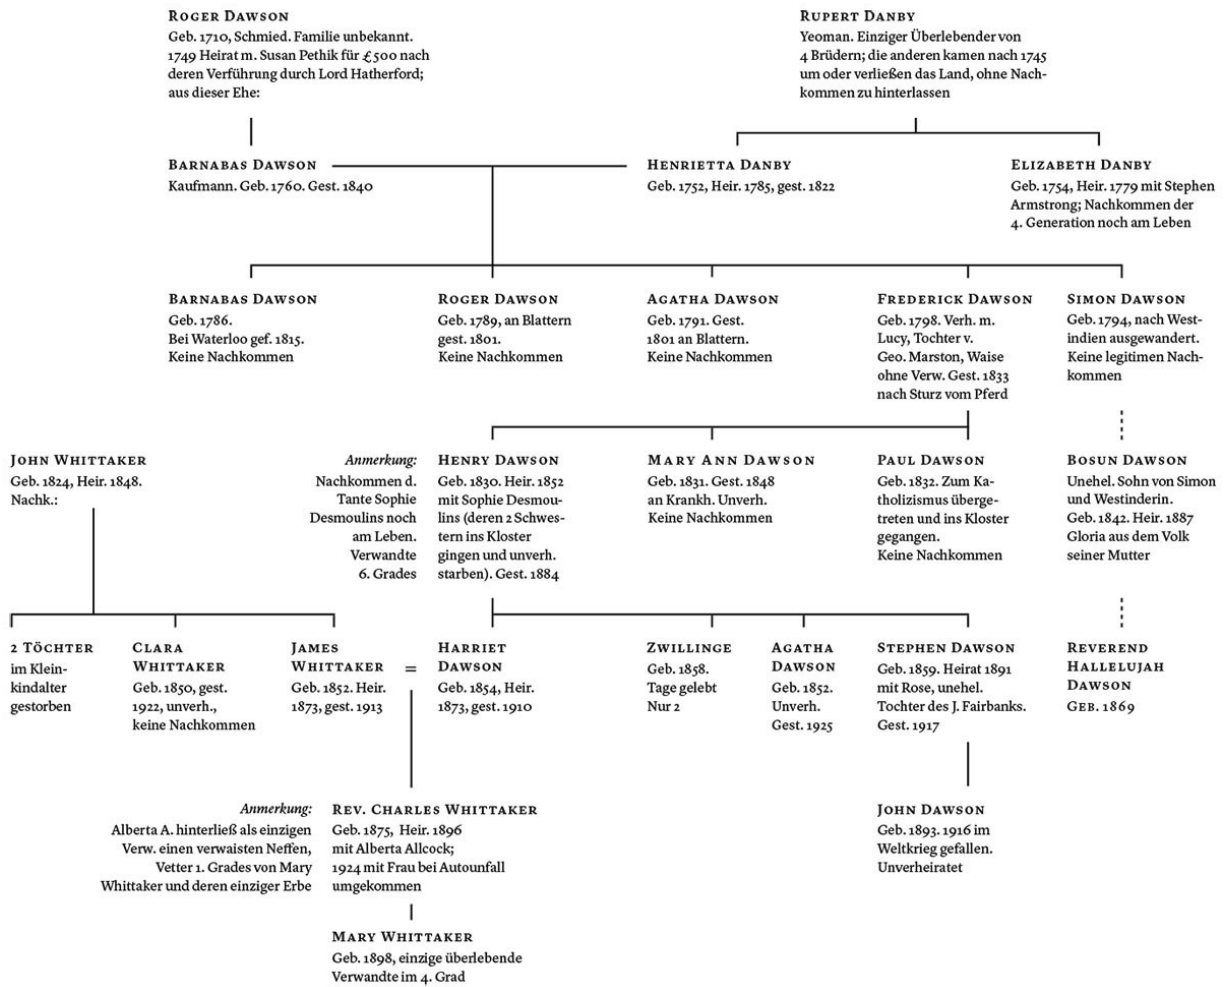 ROGER DAWSON
Geb. 1710, Schmied. Familie unbekannt.
1749 Heirat m. Susan Pethik für £500 nach
deren Verführung durch Lord Hatherford;
aus dieser Ehe:
RUPERT DANBY
Yeoman. Einziger Überlebender von
4 Brüdern; die anderen kamen nach 1745
um oder verließen das Land, ohne Nach-
kommen zu hinterlassen
BARNABAS DAWSON
Kaufmann. Geb. 1760. Gest. 1840
HENRIETTA DANBY
Geb. 1752, Heir. 1785, gest. 1822
ELIZABETH DANBY
Geb. 1754, Heir. 1779 mit Stephen
Armstrong; Nachkommen der
4. Generation noch am Leben
BARNABAS DAWSON
Geb. 1786.
Bei Waterloo gef. 1815.
Keine Nachkommen
ROGER DAWSON
Geb. 1789, an Blattern
gest. 1801.
Keine Nachkommen
AGATHA DAWSON
Geb. 1791. Gest.
1801 an Blattern.
Keine Nachkommen
FREDERICK DAWSON
Geb. 1798. Verh. m.
Lucy, Tochter v.
Geo. Marston, Waise
ohne Verw. Gest. 1833
nach Sturz vom Pferd
SIMON DAWSON
Geb. 1794, nach West-
indien ausgewandert.
Keine legitimen Nach-
kommen
JOHN WHITTAKER
Geb. 1824, Heir. 1848.
Nachk.:
Anmerkung:
Nachkommen d.
Tante Sophie
Desmoulins noch
am Leben.
Verwandte
6. Grades
HENRY DAWSON
Geb. 1830. Heir. 1852
mit Sophie Desmou-
lins (deren 2 Schwes-
tern ins Kloster
gingen und unverh.
starben). Gest. 1884
MARY ANN DAWSON
Geb. 1831. Gest. 1848
an Krankh. Unverh.
Keine Nachkommen
PAUL DAWSON
Geb. 1832. Zum Ka-
tholizismus überge-
treten und ins Kloster
gegangen.
Keine Nachkommen
BOSUN DAWSON
Unehel. Sohn von Simon
und Westinderin.
Geb. 1842. Heir. 1887
Gloria aus dem Volk
seiner Mutter
2 TÖCHTER
im Klein-
kindalter
gestorben
CLARA
WHITTAKER
Geb. 1850, gest.
1922, unverh.,
keine Nachkommen
JAMES
WHITTAKER =
Geb. 1852. Heir.
1873, gest. 1913
HARRIET
DAWSON
Geb. 1854, Heir.
1873, gest. 1910
ZWILLINGE
Geb. 1858.
Tage gelebt
Nur 2
AGATHA
DAWSON
Geb. 1852.
Unverh.
Gest. 1925
STEPHEN DAWSON
Geb. 1859. Heirat 1891
mit Rose, unehel.
Tochter des J. Fairbanks.
Gest. 1917
REVEREND
HALLELUJAH
DAWSON
GEB. 1869
Anmerkung:
Alberta A. hinterließ als einzigen
Verw. einen verwaisten Neffen,
Vetter 1. Grades von Mary
Whittaker und deren einziger Erbe
REV. CHARLES WHITTAKER
Geb. 1875, Heir. 1896
mit Alberta Allcock;
1924 mit Frau bei Autounfall
umgekommen
JOHN DAWSON
Geb. 1893. 1916 im
Weltkrieg gefallen.
Unverheiratet
MARY WHITTAKER
Geb. 1898, einzige überlebende
Verwandte im 4. Grad